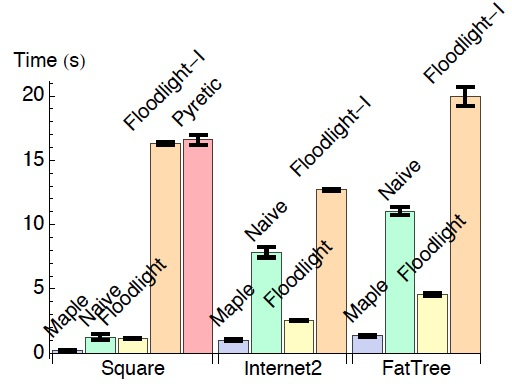 Time (s)
20
15
10
5
0
Maple
Naive
Floodlight
Floodlight-I
Pyretic
Maple
Naive
Floodlight
Floodlight-I
Maple
Naive
Floodlight
Floodlight-I
Square
Internet2
FatTree